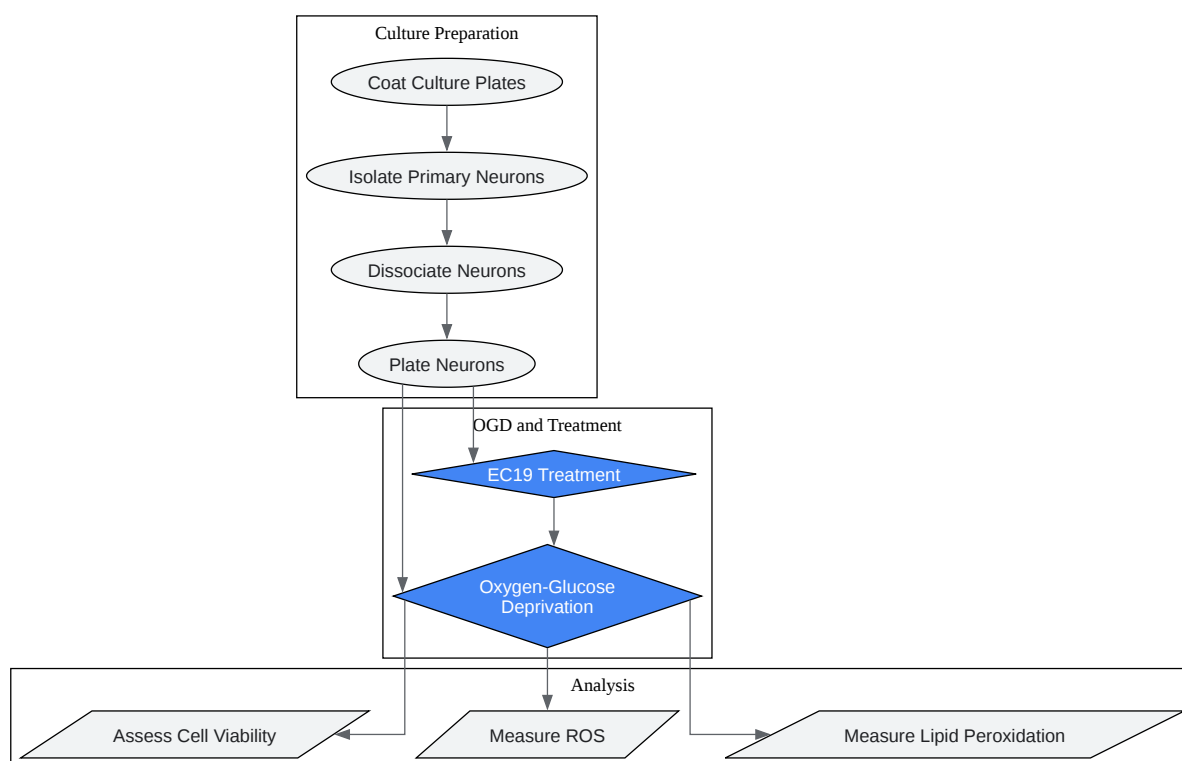 Culture Preparation
Coat Culture Plates
Isolate Primary Neurons
Dissociate Neurons
Plate Neurons
OGD and Treatment
EC19 Treatment
Oxygen-Glucose
Deprivation
Analysis
Assess Cell Viability
Measure ROS
Measure Lipid Peroxidation